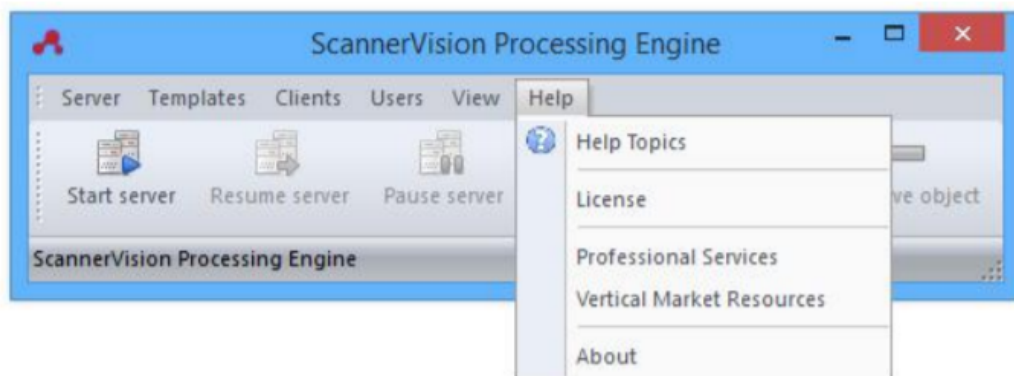 ScannerVision Processing Engine
Server Templates Clients Users View Help
Start server Resume server Pause server ve object
Help Topics
License
Professional Services
Vertical Market Resources
About
ScannerVision Processing Engine